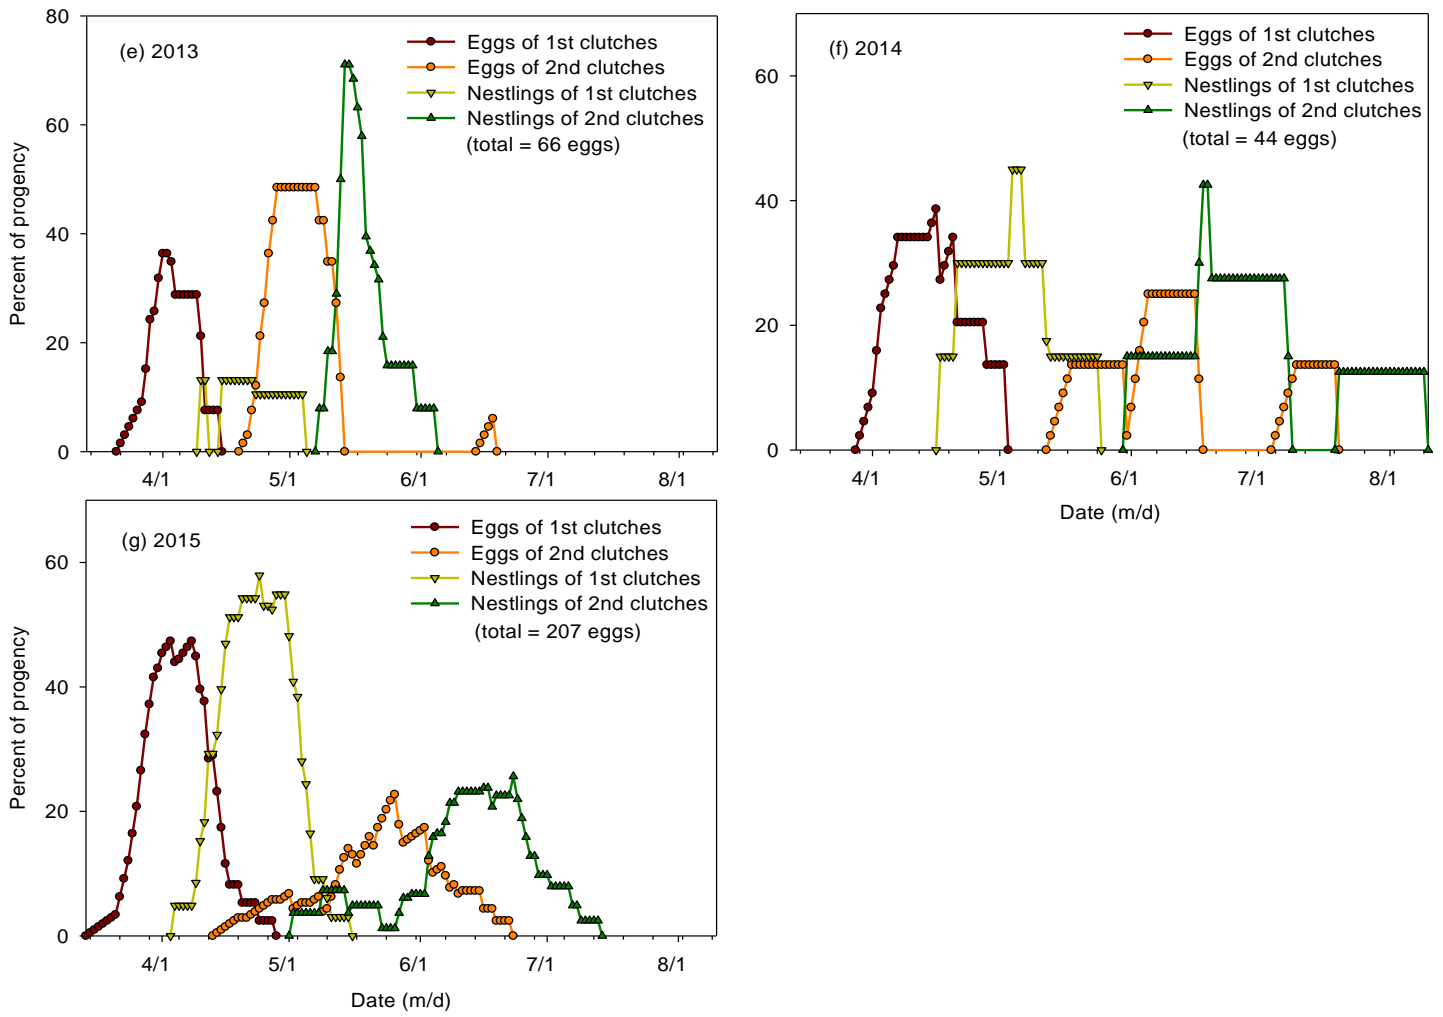 (e) 2013
Eggs of 1st clutches
Eggs of 2nd clutches
Nestlings of 1st clutches
Nestlings of 2nd clutches
(total = 66 eggs)
Percent of progency
80
60
40
20
0
4/1 5/1 6/1 7/1 8/1
(f) 2014
Eggs of 1st clutches
Eggs of 2nd clutches
Nestlings of 1st clutches
Nestlings of 2nd clutches
(total = 44 eggs)
60
40
20
0
4/1 5/1 6/1 7/1 8/1
Date (m/d)
(g) 2015
Eggs of 1st clutches
Eggs of 2nd clutches
Nestlings of 1st clutches
Nestlings of 2nd clutches
(total = 207 eggs)
Percent of progency
60
40
20
0
4/1 5/1 6/1 7/1 8/1
Date (m/d)